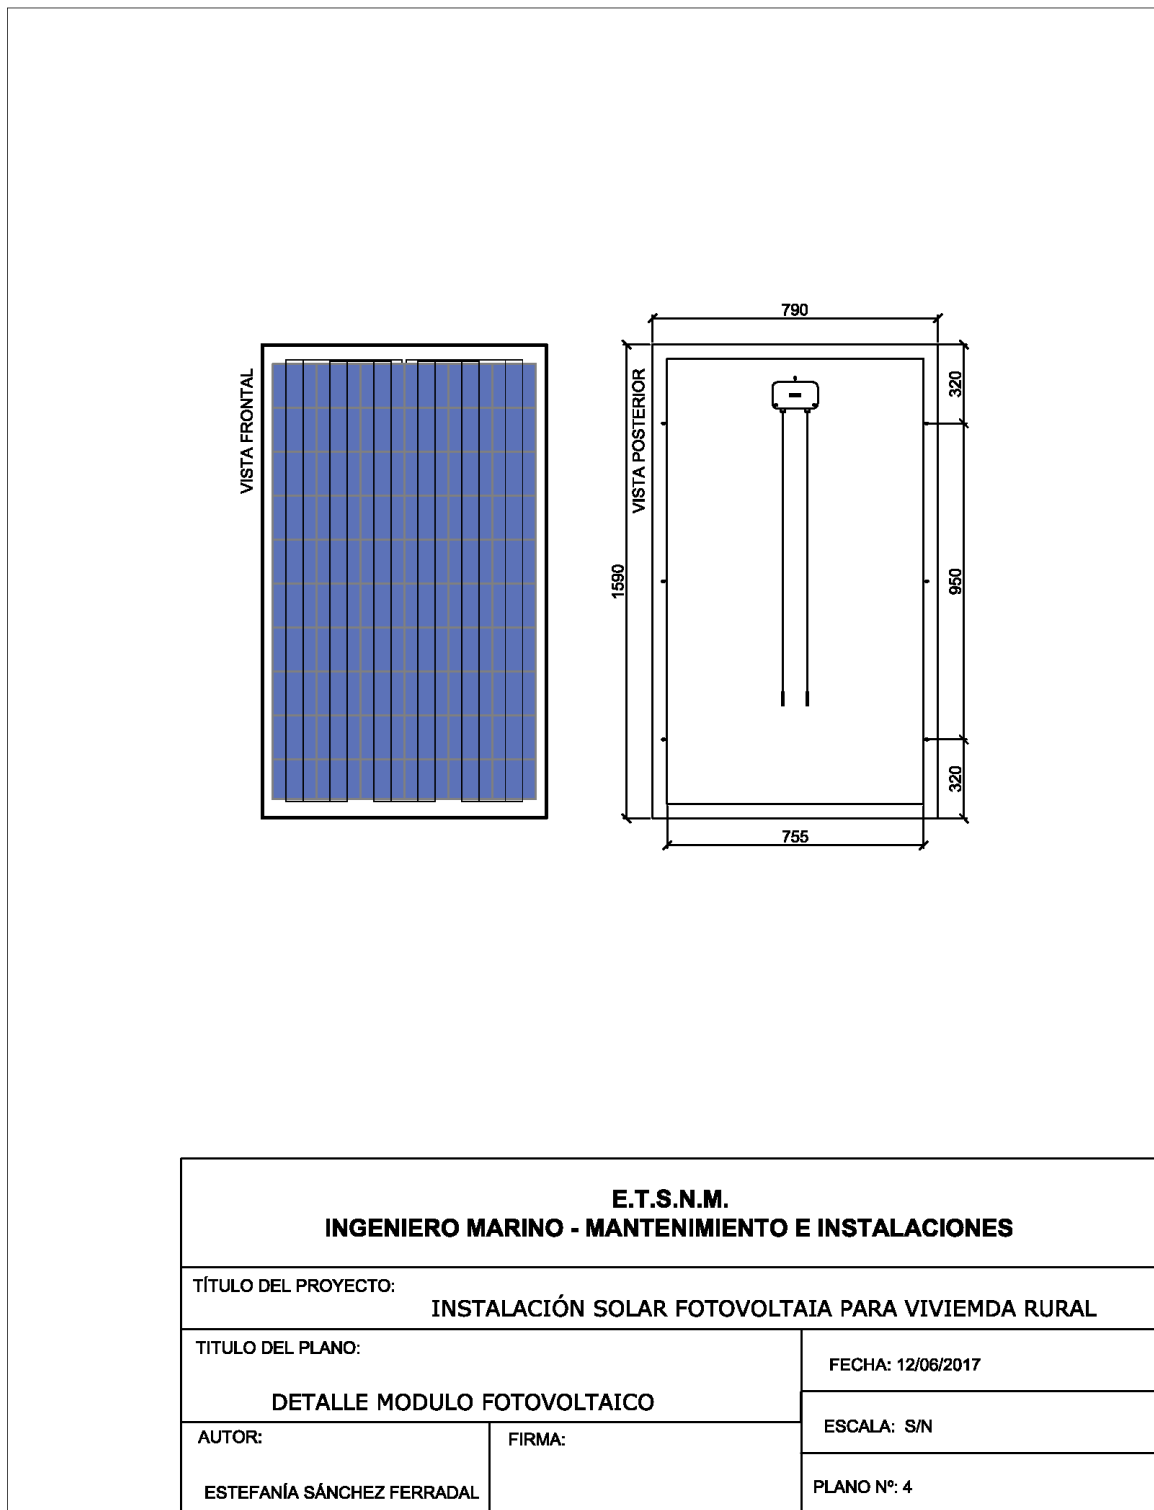 790
VISTA FRONTAL
VISTA POSTERIOR
320
1590
950
320
755
E.T.S.N.M.
INGENIERO MARINO - MANTENIMIENTO E INSTALACIONES
TÍTULO DEL PROYECTO:
INSTALACIÓN SOLAR FOTOVOLTAIA PARA VIVIEMDA RURAL
TITULO DEL PLANO:
DETALLE MODULO FOTOVOLTAICO
FECHA: 12/06/2017
ESCALA: S/N
AUTOR:
ESTEFANÍA SÁNCHEZ FERRADAL
FIRMA:
PLANO Nº: 4